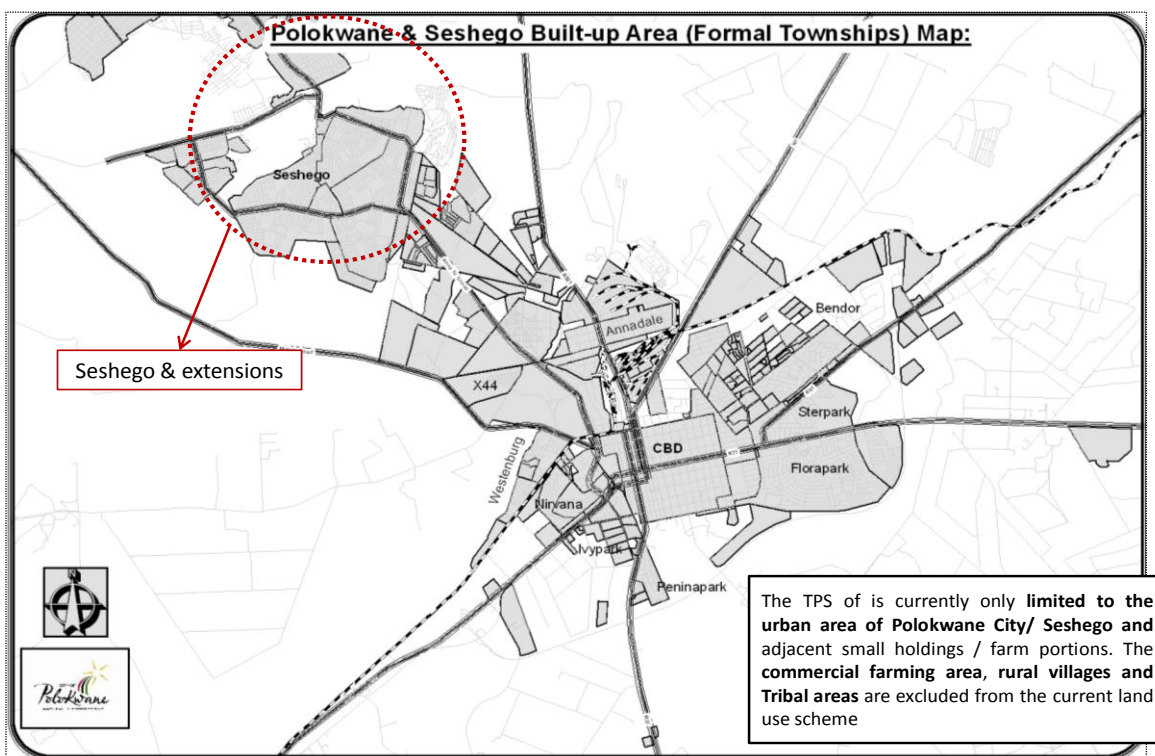 Polokwane & Seshego Built-up Area (Formal Townships) Map:
Seshego
Seshego & extensions
Annadale
Bendor
X44
Sterpark
CBD
Westenburg
Florapark
Nirvana
Ivypark
Peninapark
The TPS of is currently only limited to the
urban area of Polokwane City/ Seshego and
adjacent small holdings / farm portions. The
commercial farming area, rural villages and
Tribal areas are excluded from the current land
use scheme
Polokwane